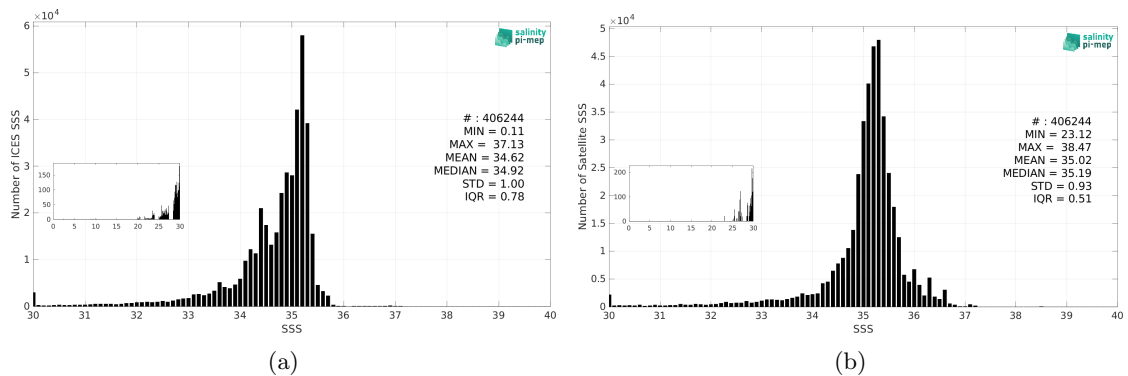 ×10⁴
6
5
4
3
2
1
0
Number of ICES SSS
salinity
pi-mep
# : 406244
MIN = 0.11
MAX = 37.13
MEAN = 34.62
MEDIAN = 34.92
STD = 1.00
IQR = 0.78
150
100
50
0
0 5 10 15 20 25 30
30 31 32 33 34 35 36 37 38 39 40
SSS
(a)
×10⁴
5
4.5
4
3.5
3
2.5
2
1.5
1
0.5
0
Number of Satellite SSS
salinity
pi-mep
# : 406244
MIN = 23.12
MAX = 38.47
MEAN = 35.02
MEDIAN = 35.19
STD = 0.93
IQR = 0.51
200
100
0
0 5 10 15 20 25 30
30 31 32 33 34 35 36 37 38 39 40
SSS
(b)